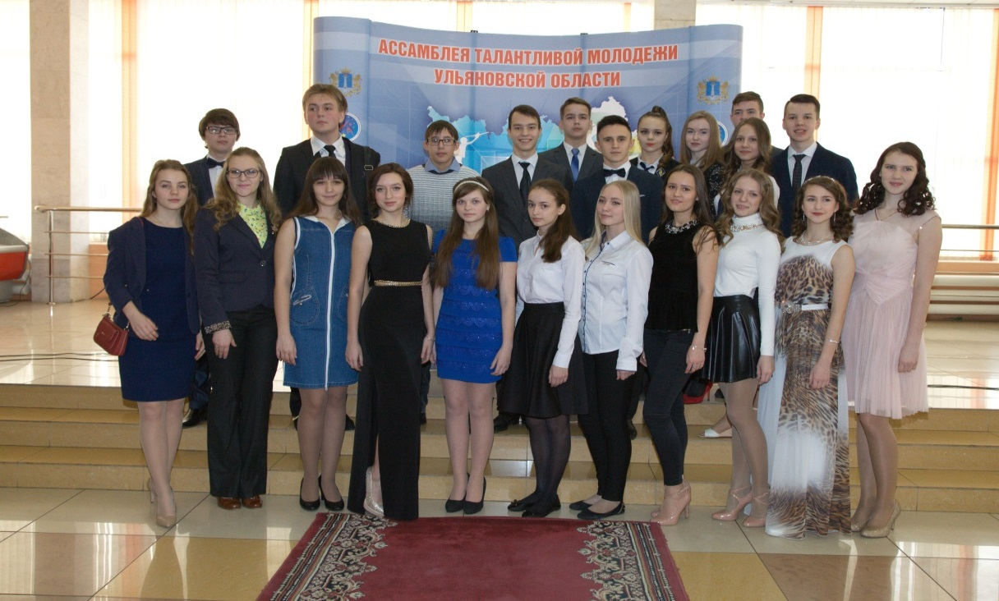 АССАМБЛЕЯ ТАЛАНТЛИВОЙ МОЛОДЕЖИ
УЛЬЯНОВСКОЙ ОБЛАСТИ